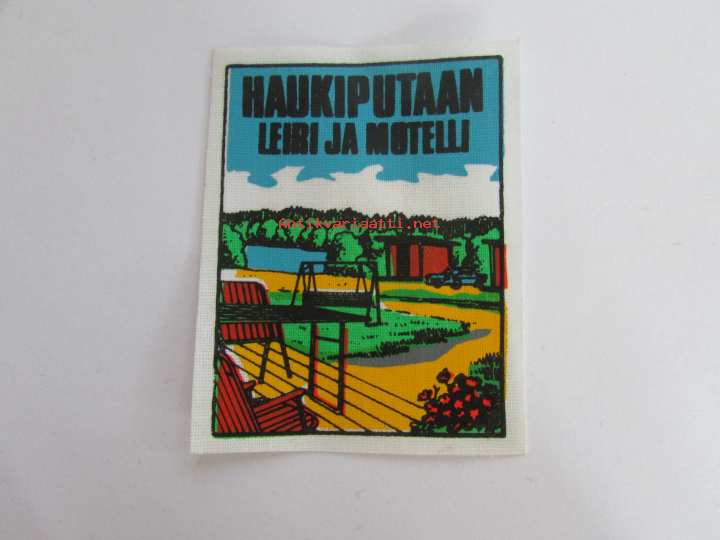 HAUKIPUTAAN
LEIRI JA MOTELLI
Antikvariaatti.net